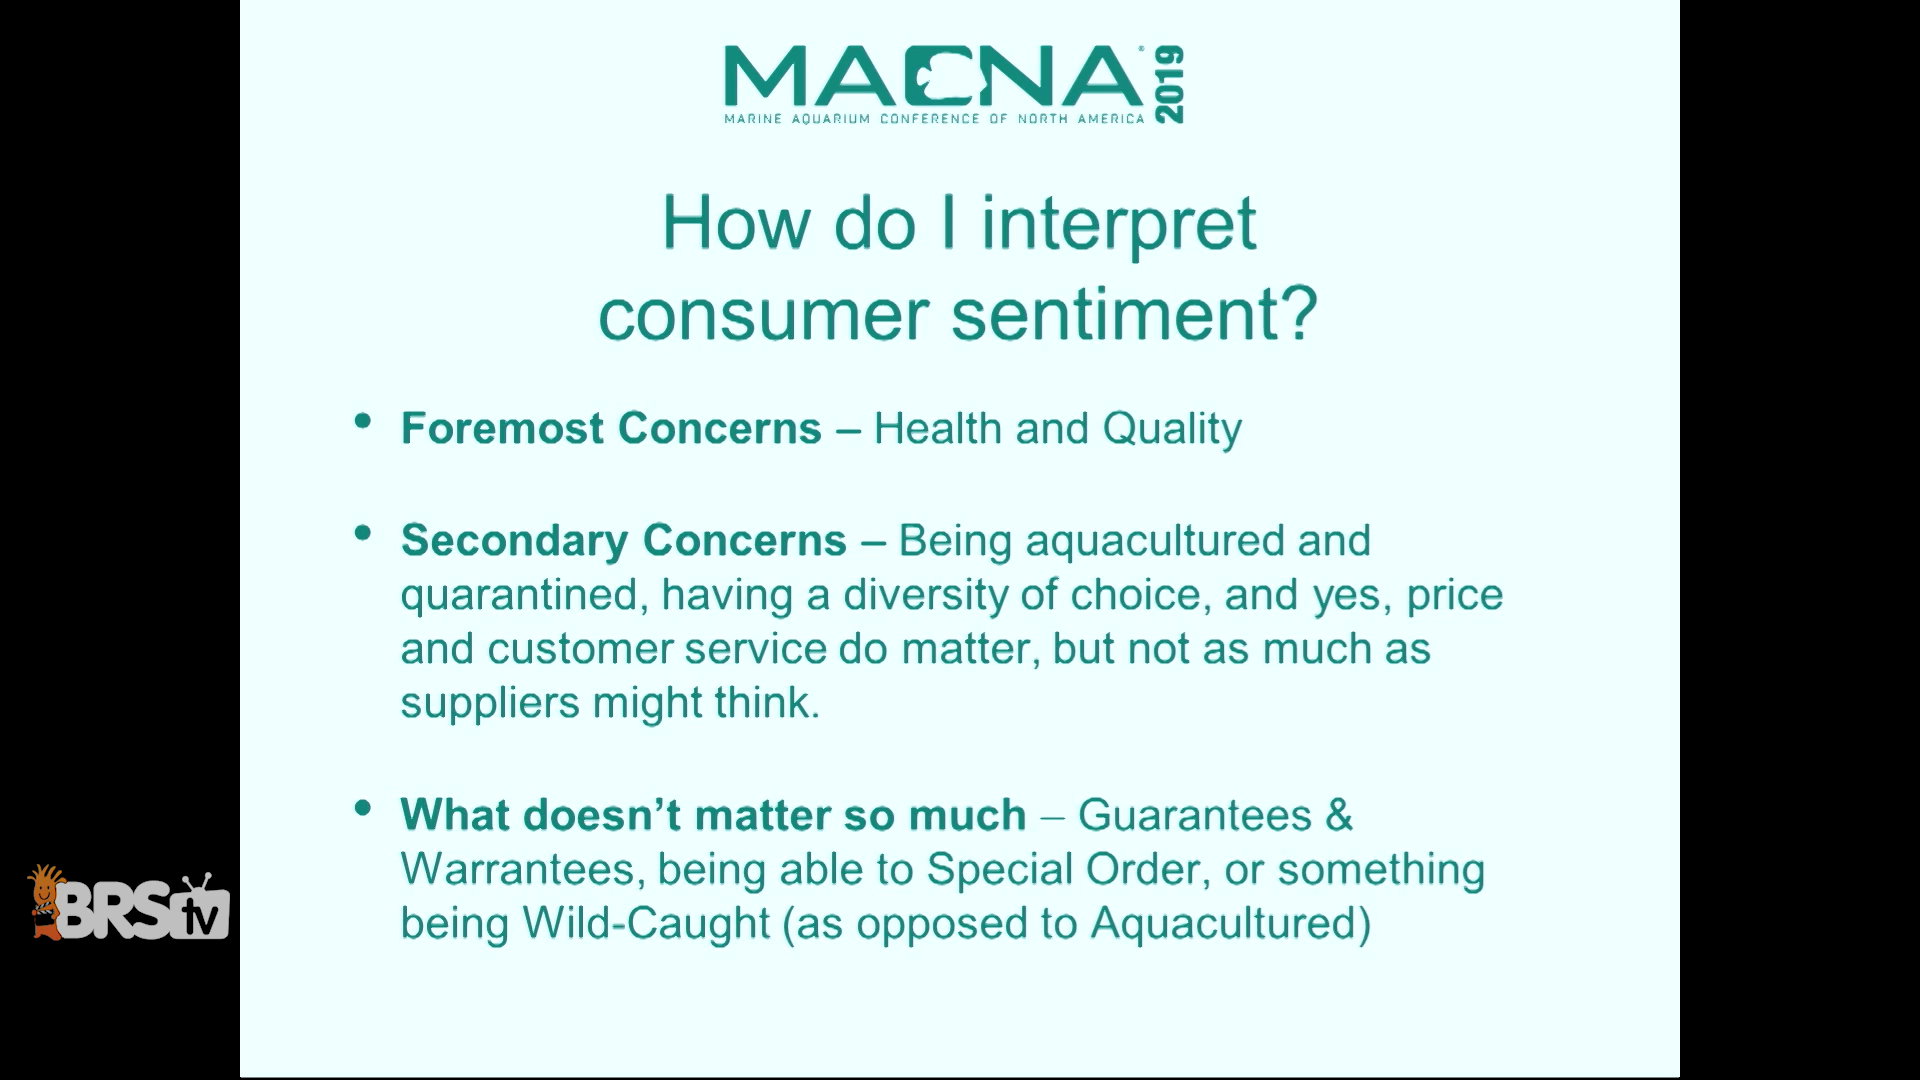 MACNA 2019
MARINE AQUARIUM CONFERENCE OF NORTH AMERICA
How do I interpret
consumer sentiment?
• Foremost Concerns – Health and Quality
• Secondary Concerns – Being aquacultured and
quarantined, having a diversity of choice, and yes, price
and customer service do matter, but not as much as
suppliers might think.
• What doesn’t matter so much – Guarantees &
Warrantees, being able to Special Order, or something
being Wild-Caught (as opposed to Aquacultured)
BRStv